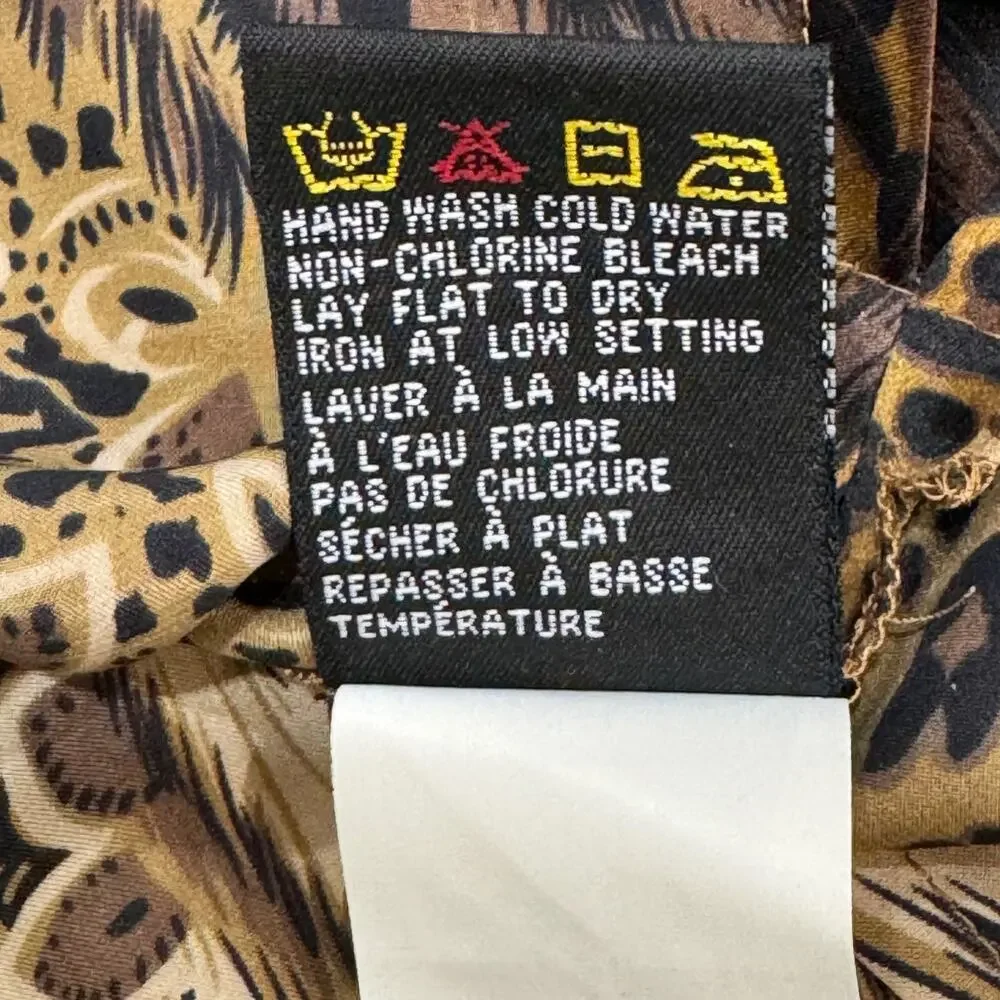 HAND WASH COLD WATER
NON-CHLORINE BLEACH
LAY FLAT TO DRY
IRON AT LOW SETTING
LAVER À LA MAIN
À L'EAU FROIDE
PAS DE CHLORURE
SÉCHER À PLAT
REPASSER À BASSE
TEMPÉRATURE